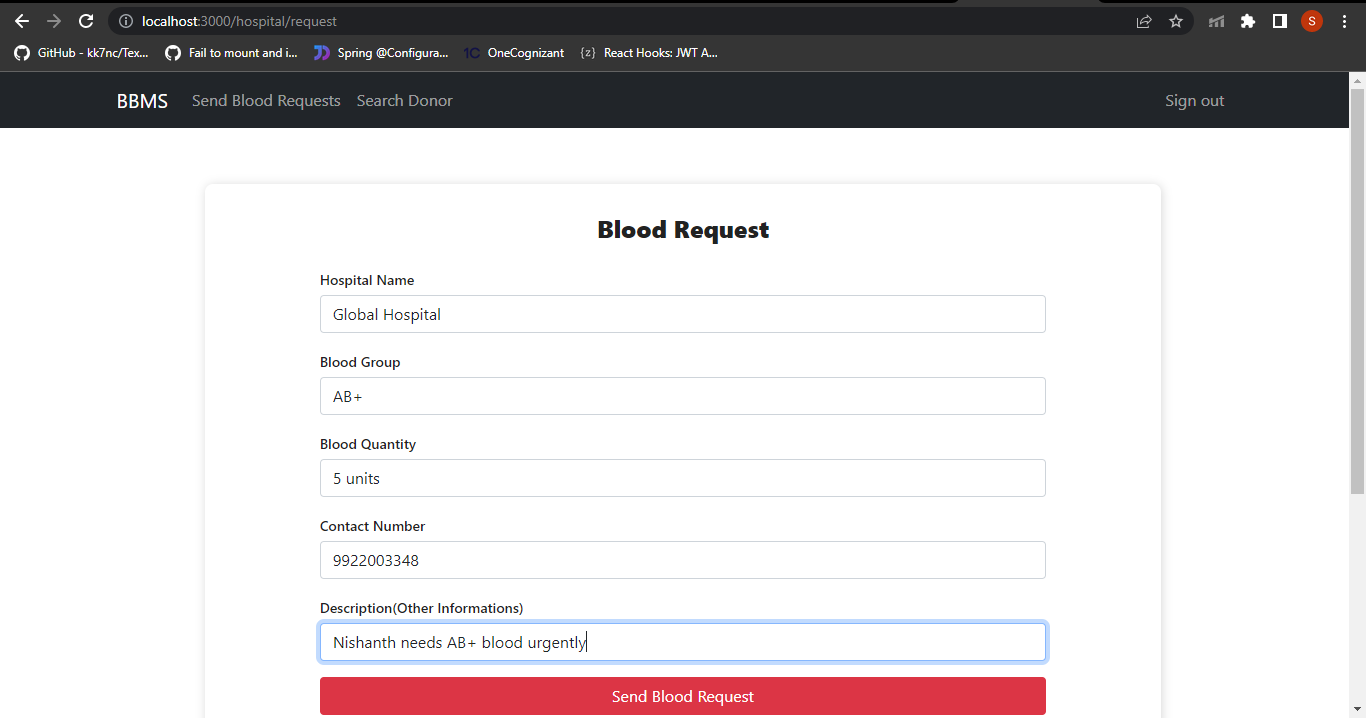 localhost:3000/hospital/request
S
GitHub - kk7nc/Tex... Fail to mount and i... Spring @Configura... 1C OneCognizant {z} React Hooks: JWT A...
BBMS Send Blood Requests Search Donor Sign out
Blood Request
Hospital Name
Global Hospital
Blood Group
AB+
Blood Quantity
5 units
Contact Number
9922003348
Description(Other Informations)
Nishanth needs AB+ blood urgently
Send Blood Request